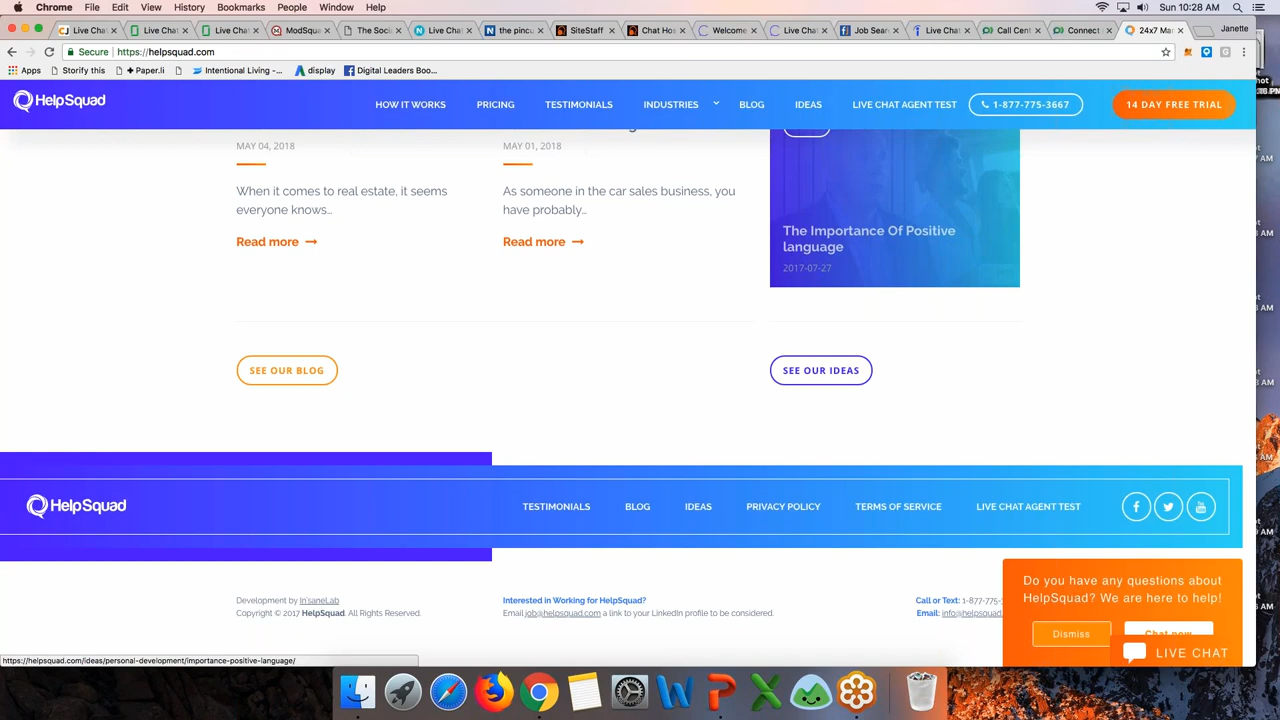 Chrome File Edit View History Bookmarks People Window Help Sun 10:28 AM
Live Chat Live Chat Live Chat ModSqua The Soci Live Chat the pincu SiteStaff Chat Hos Welcome Live Chat Job Sear Live Chat Call Cent Connect 24x7 Ma Janette
Secure https://helpsquad.com
Apps Storify this Paper.li Intentional Living -... display Digital Leaders Boo...
HelpSquad HOW IT WORKS PRICING TESTIMONIALS INDUSTRIES BLOG IDEAS LIVE CHAT AGENT TEST 1-877-775-3667 14 DAY FREE TRIAL
MAY 04, 2018
When it comes to real estate, it seems
everyone knows...
Read more
MAY 01, 2018
As someone in the car sales business, you
have probably...
Read more
The Importance Of Positive
language
2017-07-27
SEE OUR BLOG
SEE OUR IDEAS
HelpSquad TESTIMONIALS BLOG IDEAS PRIVACY POLICY TERMS OF SERVICE LIVE CHAT AGENT TEST
Development by In'saneLab
Copyright © 2017 HelpSquad. All Rights Reserved.
Interested in Working for HelpSquad?
Email job@helpsquad.com a link to your LinkedIn profile to be considered.
Call or Text: 1-877-775-
Email: info@helpsquad
Do you have any questions about
HelpSquad? We are here to help!
Dismiss Chat now
LIVE CHAT
https://helpsquad.com/ideas/personal-development/importance-positive-language/